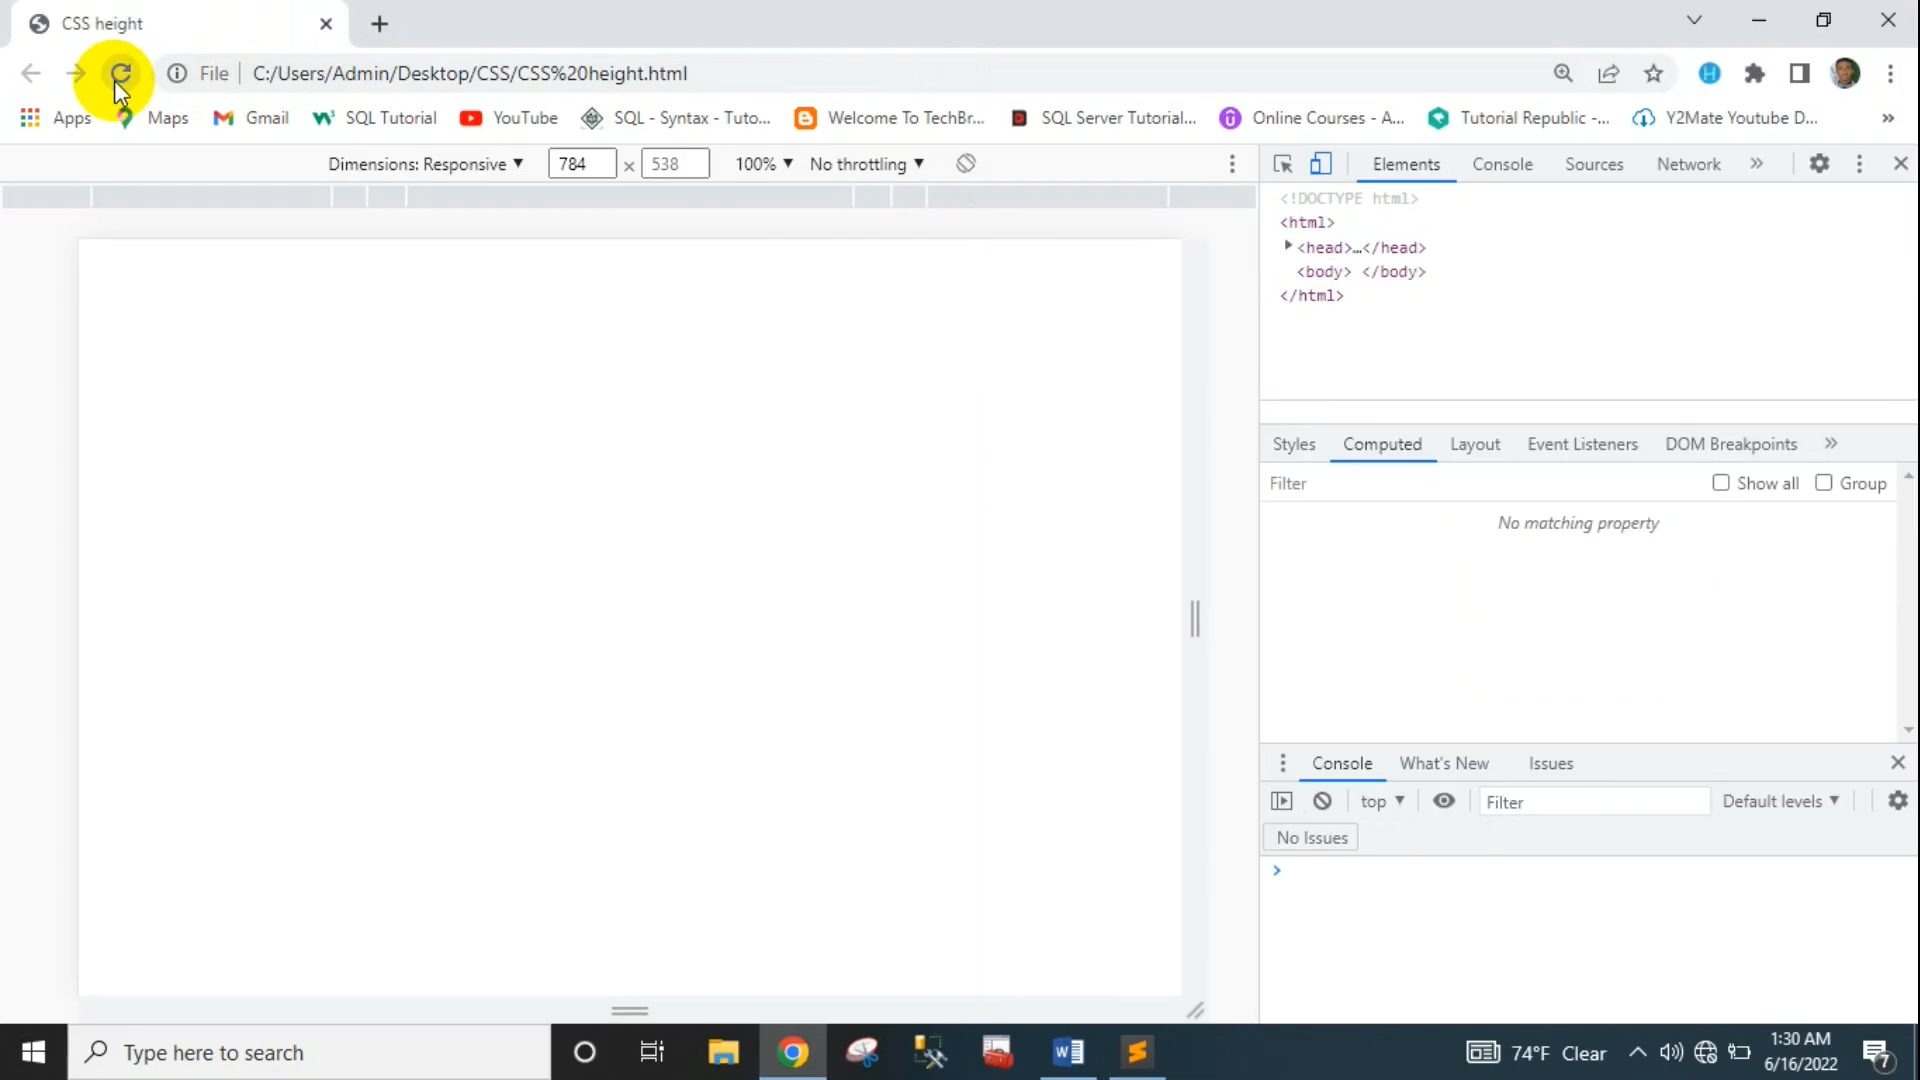 CSS height
File C:/Users/Admin/Desktop/CSS/CSS%20height.html
Apps Maps Gmail SQL Tutorial YouTube SQL - Syntax - Tuto... Welcome To TechBr... SQL Server Tutorial... Online Courses - A... Tutorial Republic -... Y2Mate Youtube D... »
Dimensions: Responsive 784 × 538 100% No throttling
Elements Console Sources Network »
<!DOCTYPE html>
<html>
<head>…</head>
<body> </body>
</html>
Styles Computed Layout Event Listeners DOM Breakpoints »
Filter Show all Group
No matching property
Console What's New Issues
top Filter Default levels
No Issues
Type here to search
74°F Clear 1:30 AM
6/16/2022
7